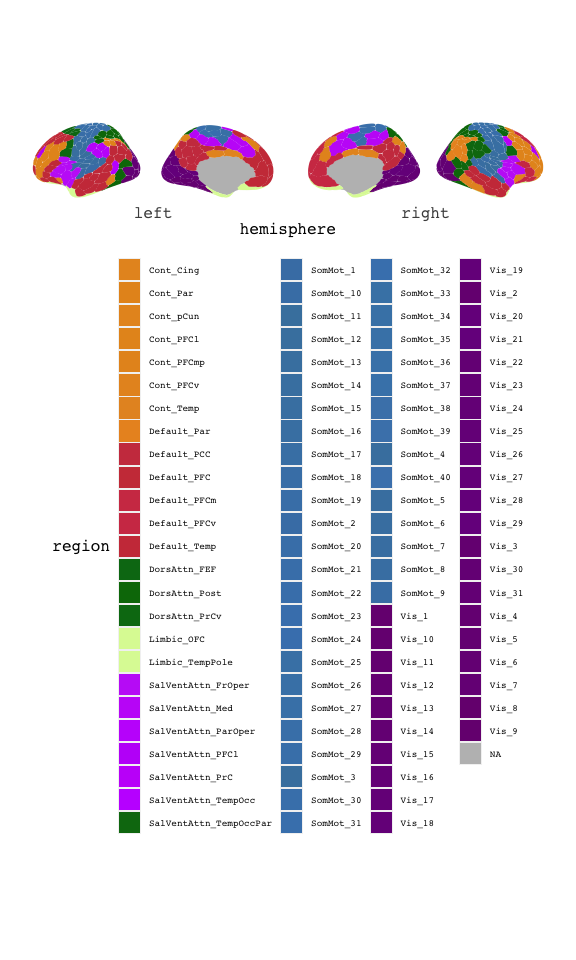 left
right
hemisphere
region
Cont_Cing
Cont_Par
Cont_pCun
Cont_PFCl
Cont_PFCmp
Cont_PFCv
Cont_Temp
Default_Par
Default_PCC
Default_PFC
Default_PFCm
Default_PFCv
Default_Temp
DorsAttn_FEF
DorsAttn_Post
DorsAttn_PrCv
Limbic_OFC
Limbic_TempPole
SalVentAttn_FrOper
SalVentAttn_Med
SalVentAttn_ParOper
SalVentAttn_PFCl
SalVentAttn_PrC
SalVentAttn_TempOcc
SalVentAttn_TempOccPar
SomMot_1
SomMot_10
SomMot_11
SomMot_12
SomMot_13
SomMot_14
SomMot_15
SomMot_16
SomMot_17
SomMot_18
SomMot_19
SomMot_2
SomMot_20
SomMot_21
SomMot_22
SomMot_23
SomMot_24
SomMot_25
SomMot_26
SomMot_27
SomMot_28
SomMot_29
SomMot_3
SomMot_30
SomMot_31
SomMot_32
SomMot_33
SomMot_34
SomMot_35
SomMot_36
SomMot_37
SomMot_38
SomMot_39
SomMot_4
SomMot_40
SomMot_5
SomMot_6
SomMot_7
SomMot_8
SomMot_9
Vis_1
Vis_10
Vis_11
Vis_12
Vis_13
Vis_14
Vis_15
Vis_16
Vis_17
Vis_18
Vis_19
Vis_2
Vis_20
Vis_21
Vis_22
Vis_23
Vis_24
Vis_25
Vis_26
Vis_27
Vis_28
Vis_29
Vis_3
Vis_30
Vis_31
Vis_4
Vis_5
Vis_6
Vis_7
Vis_8
Vis_9
NA